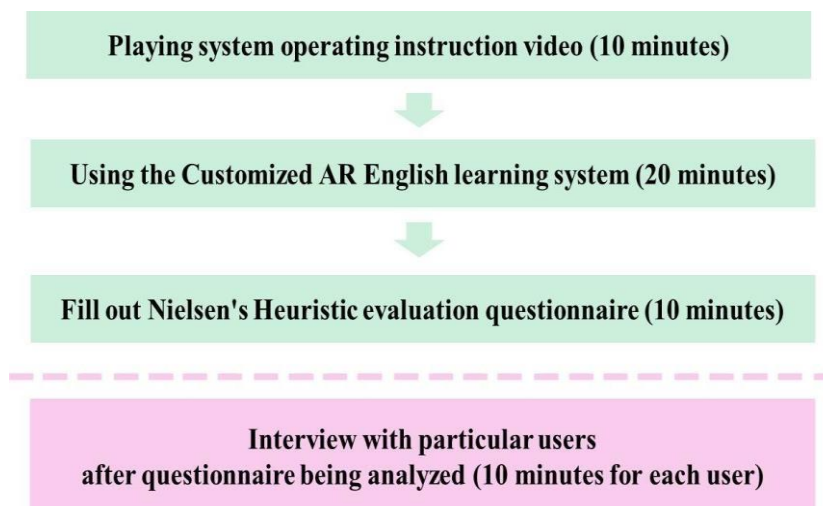 Playing system operating instruction video (10 minutes)
Using the Customized AR English learning system (20 minutes)
Fill out Nielsen's Heuristic evaluation questionnaire (10 minutes)
Interview with particular users
after questionnaire being analyzed (10 minutes for each user)